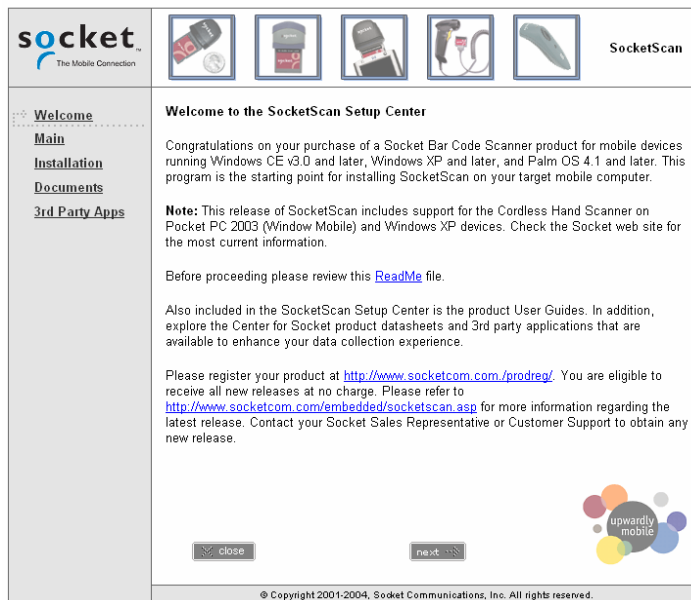 socket™
The Mobile Connection
SocketScan
Welcome
Main
Installation
Documents
3rd Party Apps
Welcome to the SocketScan Setup Center
Congratulations on your purchase of a Socket Bar Code Scanner product for mobile devices
running Windows CE v3.0 and later, Windows XP and later, and Palm OS 4.1 and later. This
program is the starting point for installing SocketScan on your target mobile computer.
Note: This release of SocketScan includes support for the Cordless Hand Scanner on
Pocket PC 2003 (Window Mobile) and Windows XP devices. Check the Socket web site for
the most current information.
Before proceeding please review this ReadMe file.
Also included in the SocketScan Setup Center is the product User Guides. In addition,
explore the Center for Socket product datasheets and 3rd party applications that are
available to enhance your data collection experience.
Please register your product at http://www.socketcom.com./prodreg/. You are eligible to
receive all new releases at no charge. Please refer to
http://www.socketcom.com/embedded/socketscan.asp for more information regarding the
latest release. Contact your Socket Sales Representative or Customer Support to obtain any
new release.
upwardly
mobile
close
next
© Copyright 2001-2004, Socket Communications, Inc. All rights reserved.